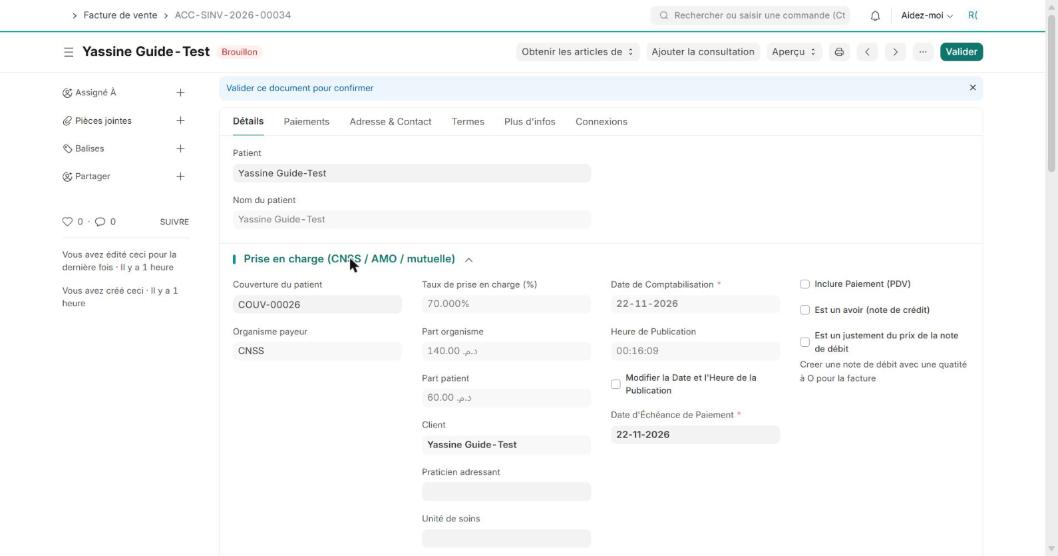 Facture de vente
ACC-SINV-2026-00034
Rechercher ou saisir une commande (Ct
Aidez-moi
R(
Yassine Guide-Test
Brouillon
Obtenir les articles de
Ajouter la consultation
Aperçu
Valider
Assigné À
Pièces jointes
Balises
Partager
0 · 0
SUIVRE
Vous avez édité ceci pour la
dernière fois · Il y a 1 heure
Vous avez créé ceci · Il y a 1
heure
Valider ce document pour confirmer
Détails
Paiements
Adresse & Contact
Termes
Plus d'infos
Connexions
Patient
Yassine Guide-Test
Nom du patient
Yassine Guide-Test
Prise en charge (CNSS / AMO / mutuelle)
Couverture du patient
COUV-00026
Organisme payeur
CNSS
Taux de prise en charge (%)
70.000%
Part organisme
140.00 د.م.
Part patient
60.00 د.م.
Client
Yassine Guide-Test
Praticien adressant
Unité de soins
Date de Comptabilisation *
22-11-2026
Heure de Publication
00:16:09
Modifier la Date et l'Heure de la
Publication
Date d'Échéance de Paiement *
22-11-2026
Inclure Paiement (PDV)
Est un avoir (note de crédit)
Est un justement du prix de la note
de débit
Creer une note de débit avec une quatité
à O pour la facture